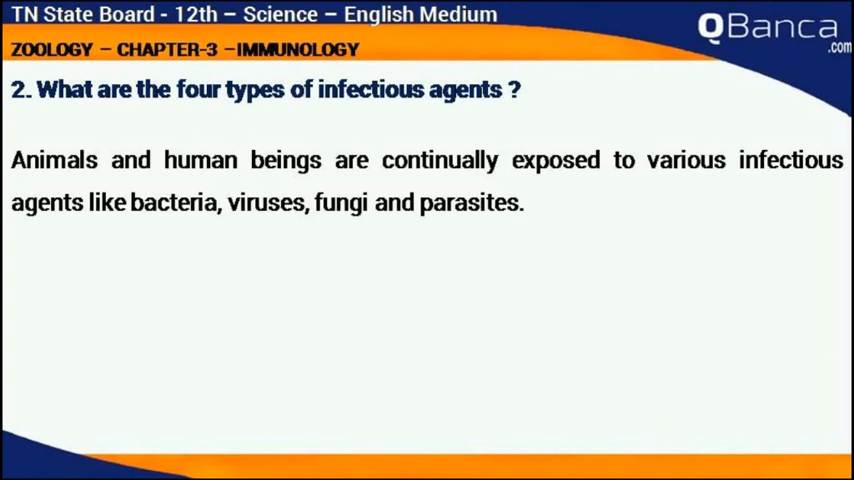 TN State Board - 12th – Science – English Medium
QBanca
.com
ZOOLOGY – CHAPTER-3 –IMMUNOLOGY
2. What are the four types of infectious agents ?
Animals and human beings are continually exposed to various infectious
agents like bacteria, viruses, fungi and parasites.